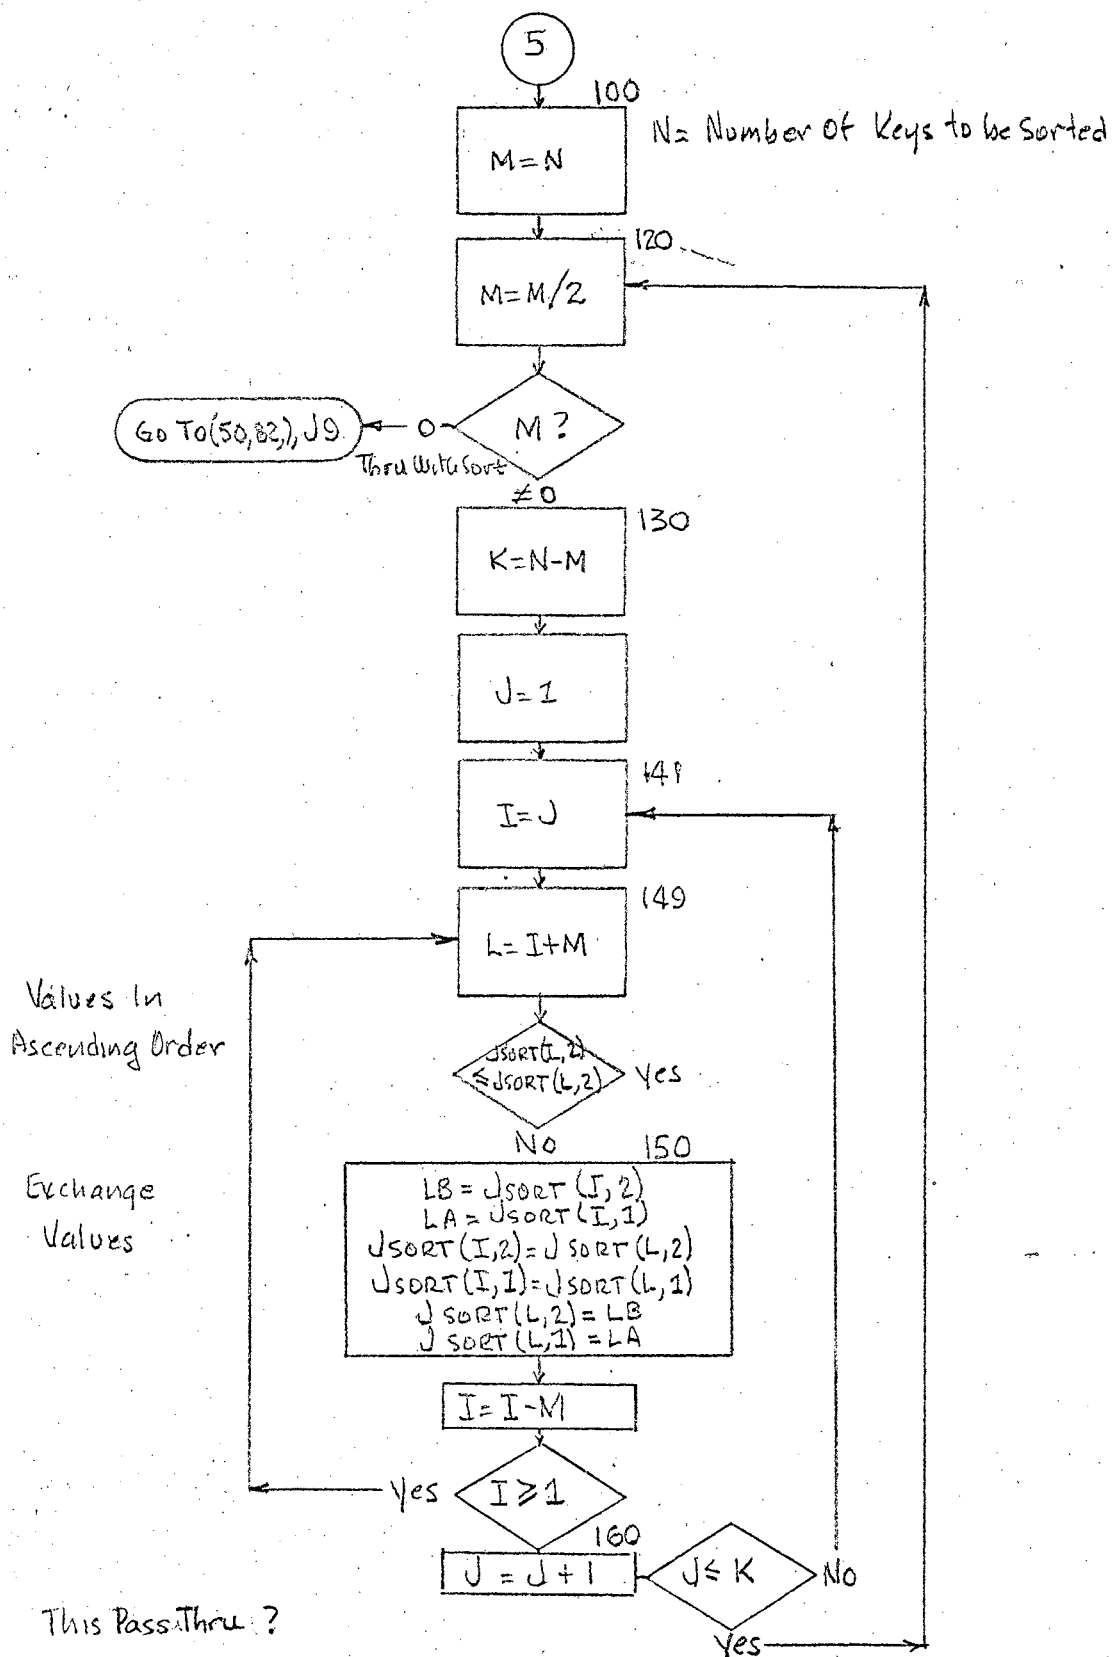 5
100
N= Number Of Keys to be Sorted
M=N
120
M=M/2
M?
0
Go To(50,82,),J9
Thru With Sort
≠0
130
K=N-M
J=1
141
I=J
149
L=I+M
Values In
Ascending Order
JSORT(I,2)
≤JSORT(L,2)
Yes
No
150
Exchange
Values
LB=JSORT(I,2)
LA=JSORT(I,1)
JSORT(I,2)=JSORT(L,2)
JSORT(I,1)=JSORT(L,1)
JSORT(L,2)=LB
JSORT(L,1)=LA
I=I-M
Yes
I≥1
160
J=J+1
J≤K
No
This Pass Thru?
Yes